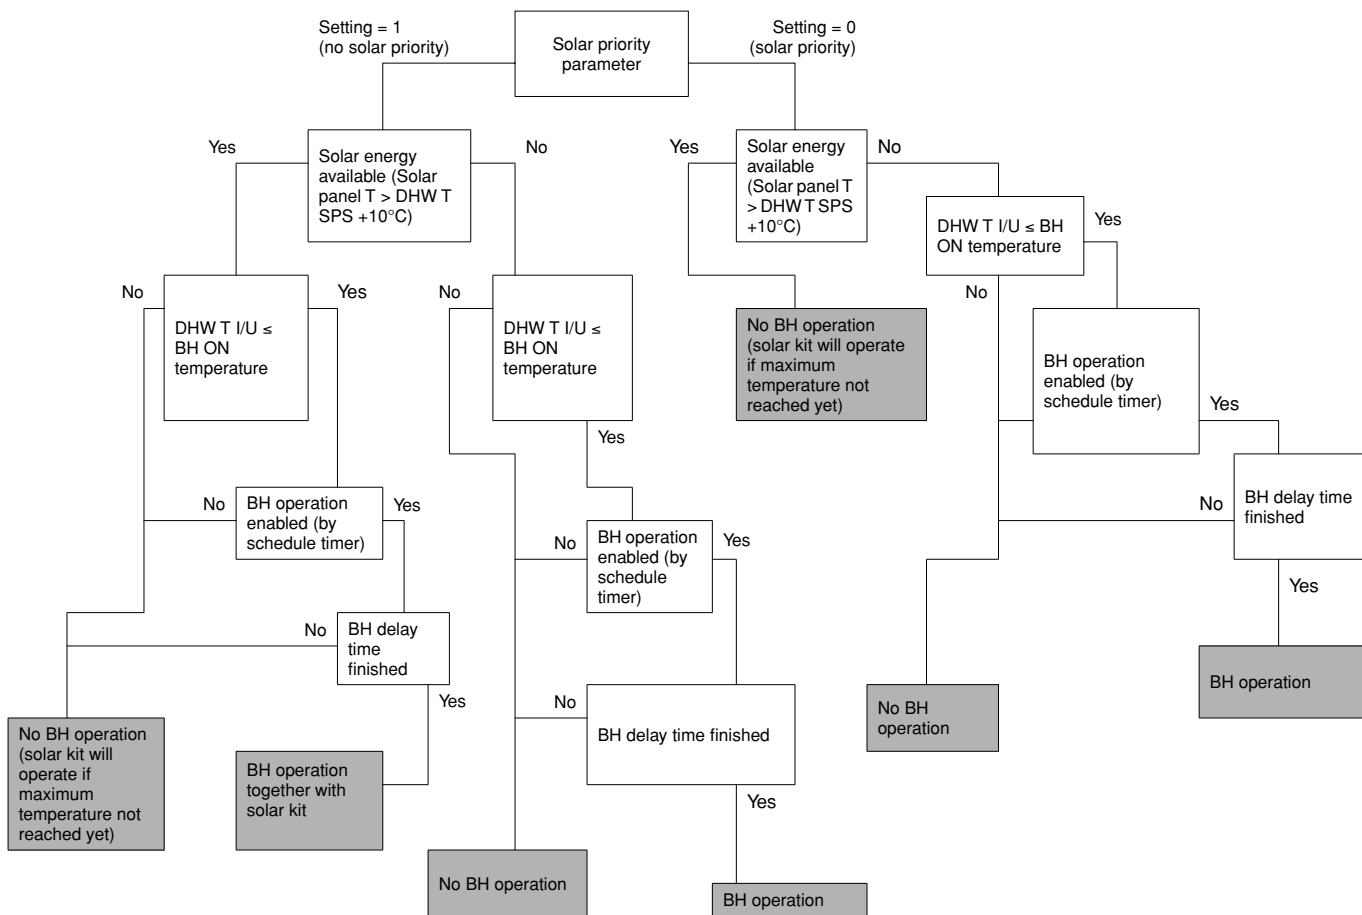 Setting = 1
(no solar priority)
Solar priority
parameter
Setting = 0
(solar priority)
Yes
Solar energy
available (Solar
panel T > DHW T
SPS +10°C)
No
Yes
Solar energy
available
(Solar panel T
> DHW T SPS
+10°C)
No
DHW T I/U ≤ BH
ON temperature
Yes
No
No
DHW T I/U ≤
BH ON
temperature
Yes
No
DHW T I/U ≤
BH ON
temperature
Yes
No BH operation
(solar kit will operate
if maximum
temperature not
reached yet)
BH operation
enabled (by
schedule timer)
Yes
No
BH operation
enabled (by
schedule timer)
Yes
No
BH operation
enabled (by
schedule
timer)
Yes
No
BH delay time
finished
Yes
No
BH delay
time
finished
Yes
No
BH delay time finished
Yes
No BH
operation
BH operation
No BH operation
(solar kit will
operate if
maximum
temperature not
reached yet)
BH operation
together with
solar kit
No BH operation
BH operation